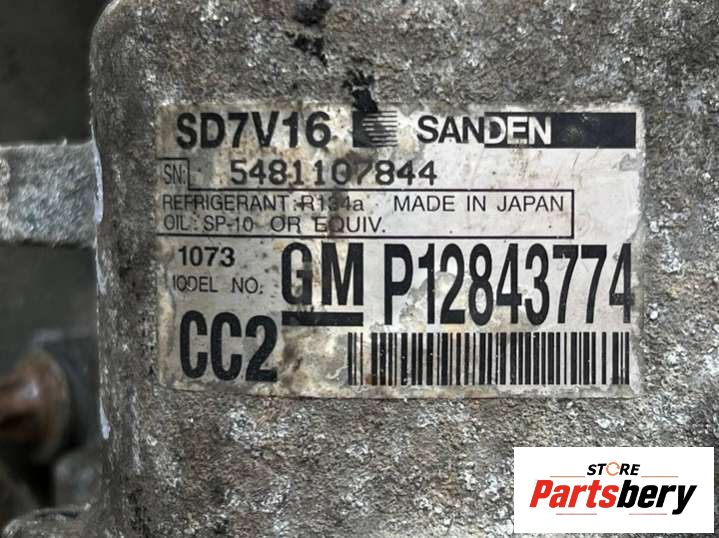 SD7V16 SANDEN
SN: 5481107844
REFRIGERANT: R134a MADE IN JAPAN
OIL: SP-10 OR EQUIV.
1073
MODEL NO. GM P12843774
CC2
STORE
Partsbery